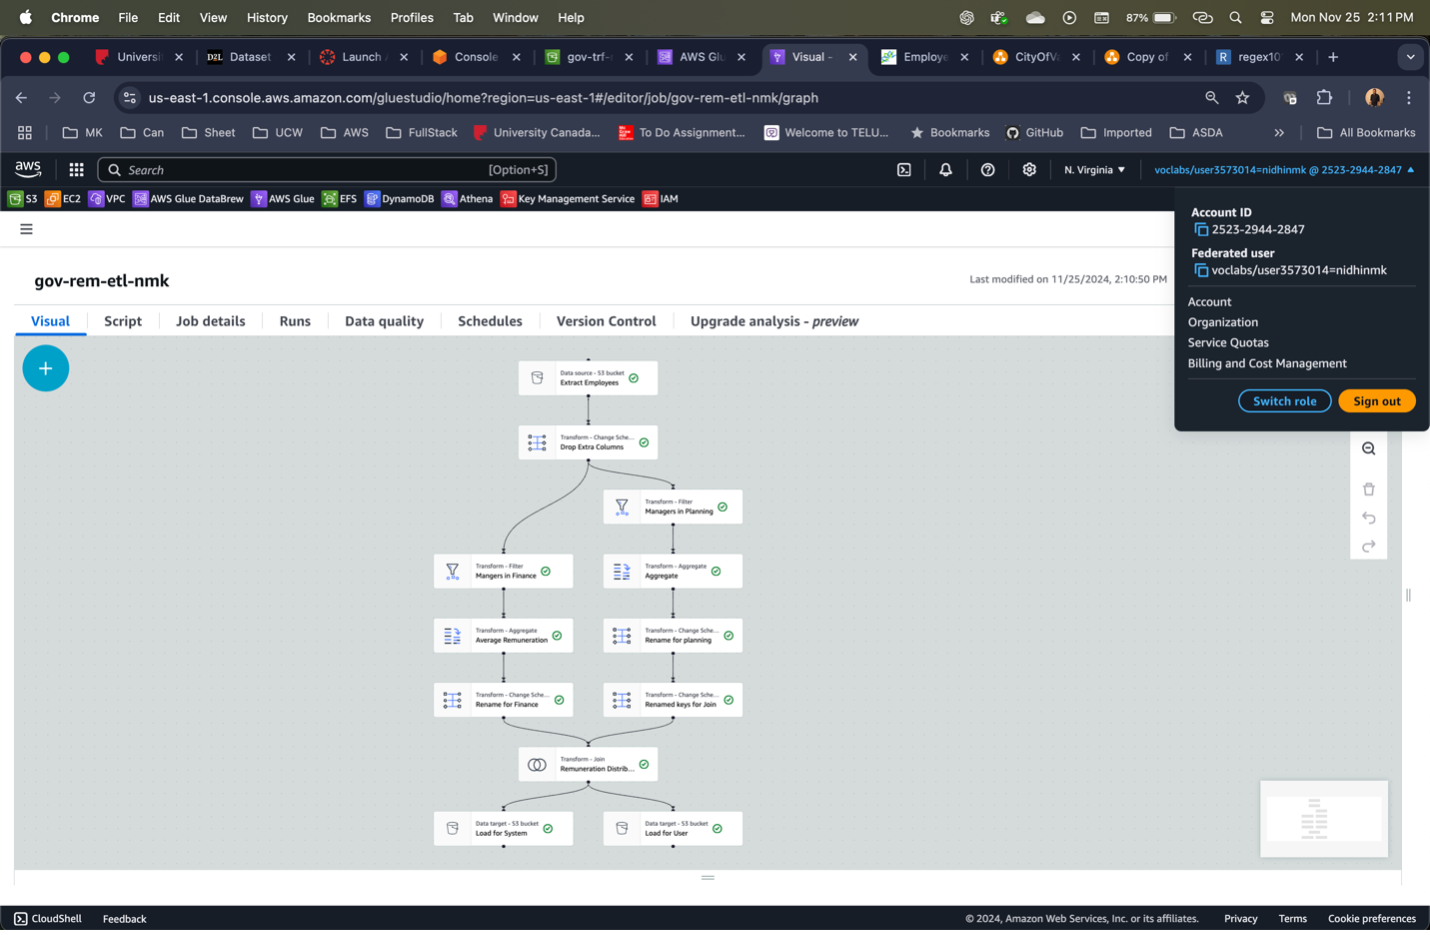 Chrome File Edit View History Bookmarks Profiles Tab Window Help 87% Mon Nov 25 2:11 PM
Universi Dataset Launch Console gov-trf- AWS Glu Visual - Employe CityOfV Copy of regex10
us-east-1.console.aws.amazon.com/gluestudio/home?region=us-east-1#/editor/job/gov-rem-etl-nmk/graph
MK Can Sheet UCW AWS FullStack University Canada... To Do Assignment... Welcome to TELU... Bookmarks GitHub Imported ASDA » All Bookmarks
aws Search [Option+S] N. Virginia voclabs/user3573014=nidhinmk @ 2523-2944-2847
S3 EC2 VPC AWS Glue DataBrew AWS Glue EFS DynamoDB Athena Key Management Service IAM
Account ID
2523-2944-2847
Federated user
voclabs/user3573014=nidhinmk
Account
Organization
Service Quotas
Billing and Cost Management
Switch role Sign out
gov-rem-etl-nmk
Last modified on 11/25/2024, 2:10:50 PM
Visual Script Job details Runs Data quality Schedules Version Control Upgrade analysis - preview
Data source - S3 bucket
Extract Employees
Transform - Change Sche...
Drop Extra Columns
Transform - Filter
Managers in Planning
Transform - Filter
Mangers in Finance
Transform - Aggregate
Aggregate
Transform - Aggregate
Average Remuneration
Transform - Change Sche...
Rename for planning
Transform - Change Sche...
Rename for Finance
Transform - Change Sche...
Renamed keys for Join
Transform - Join
Remuneration Distrib...
Data target - S3 bucket
Load for System
Data target - S3 bucket
Load for User
CloudShell Feedback © 2024, Amazon Web Services, Inc. or its affiliates. Privacy Terms Cookie preferences